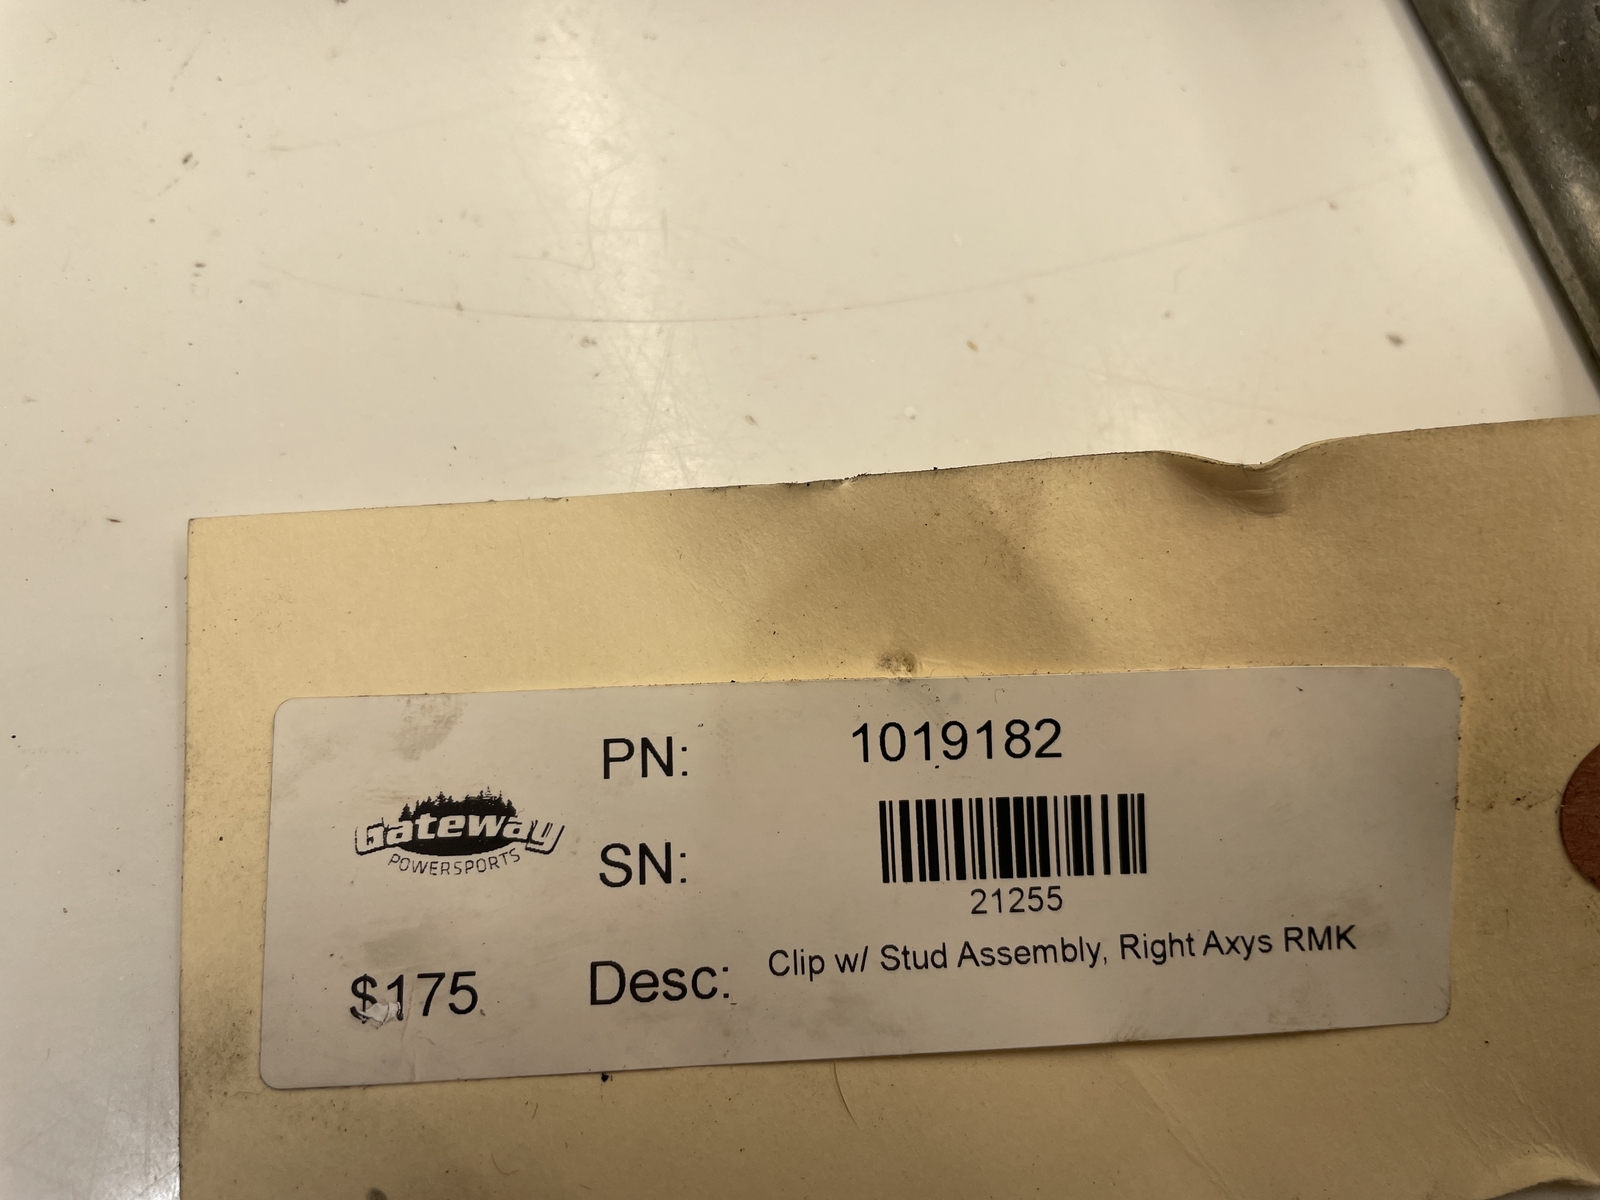 PN: 1019182
Gateway
POWERSPORTS
SN:
21255
$175
Desc: Clip w/ Stud Assembly, Right Axys RMK